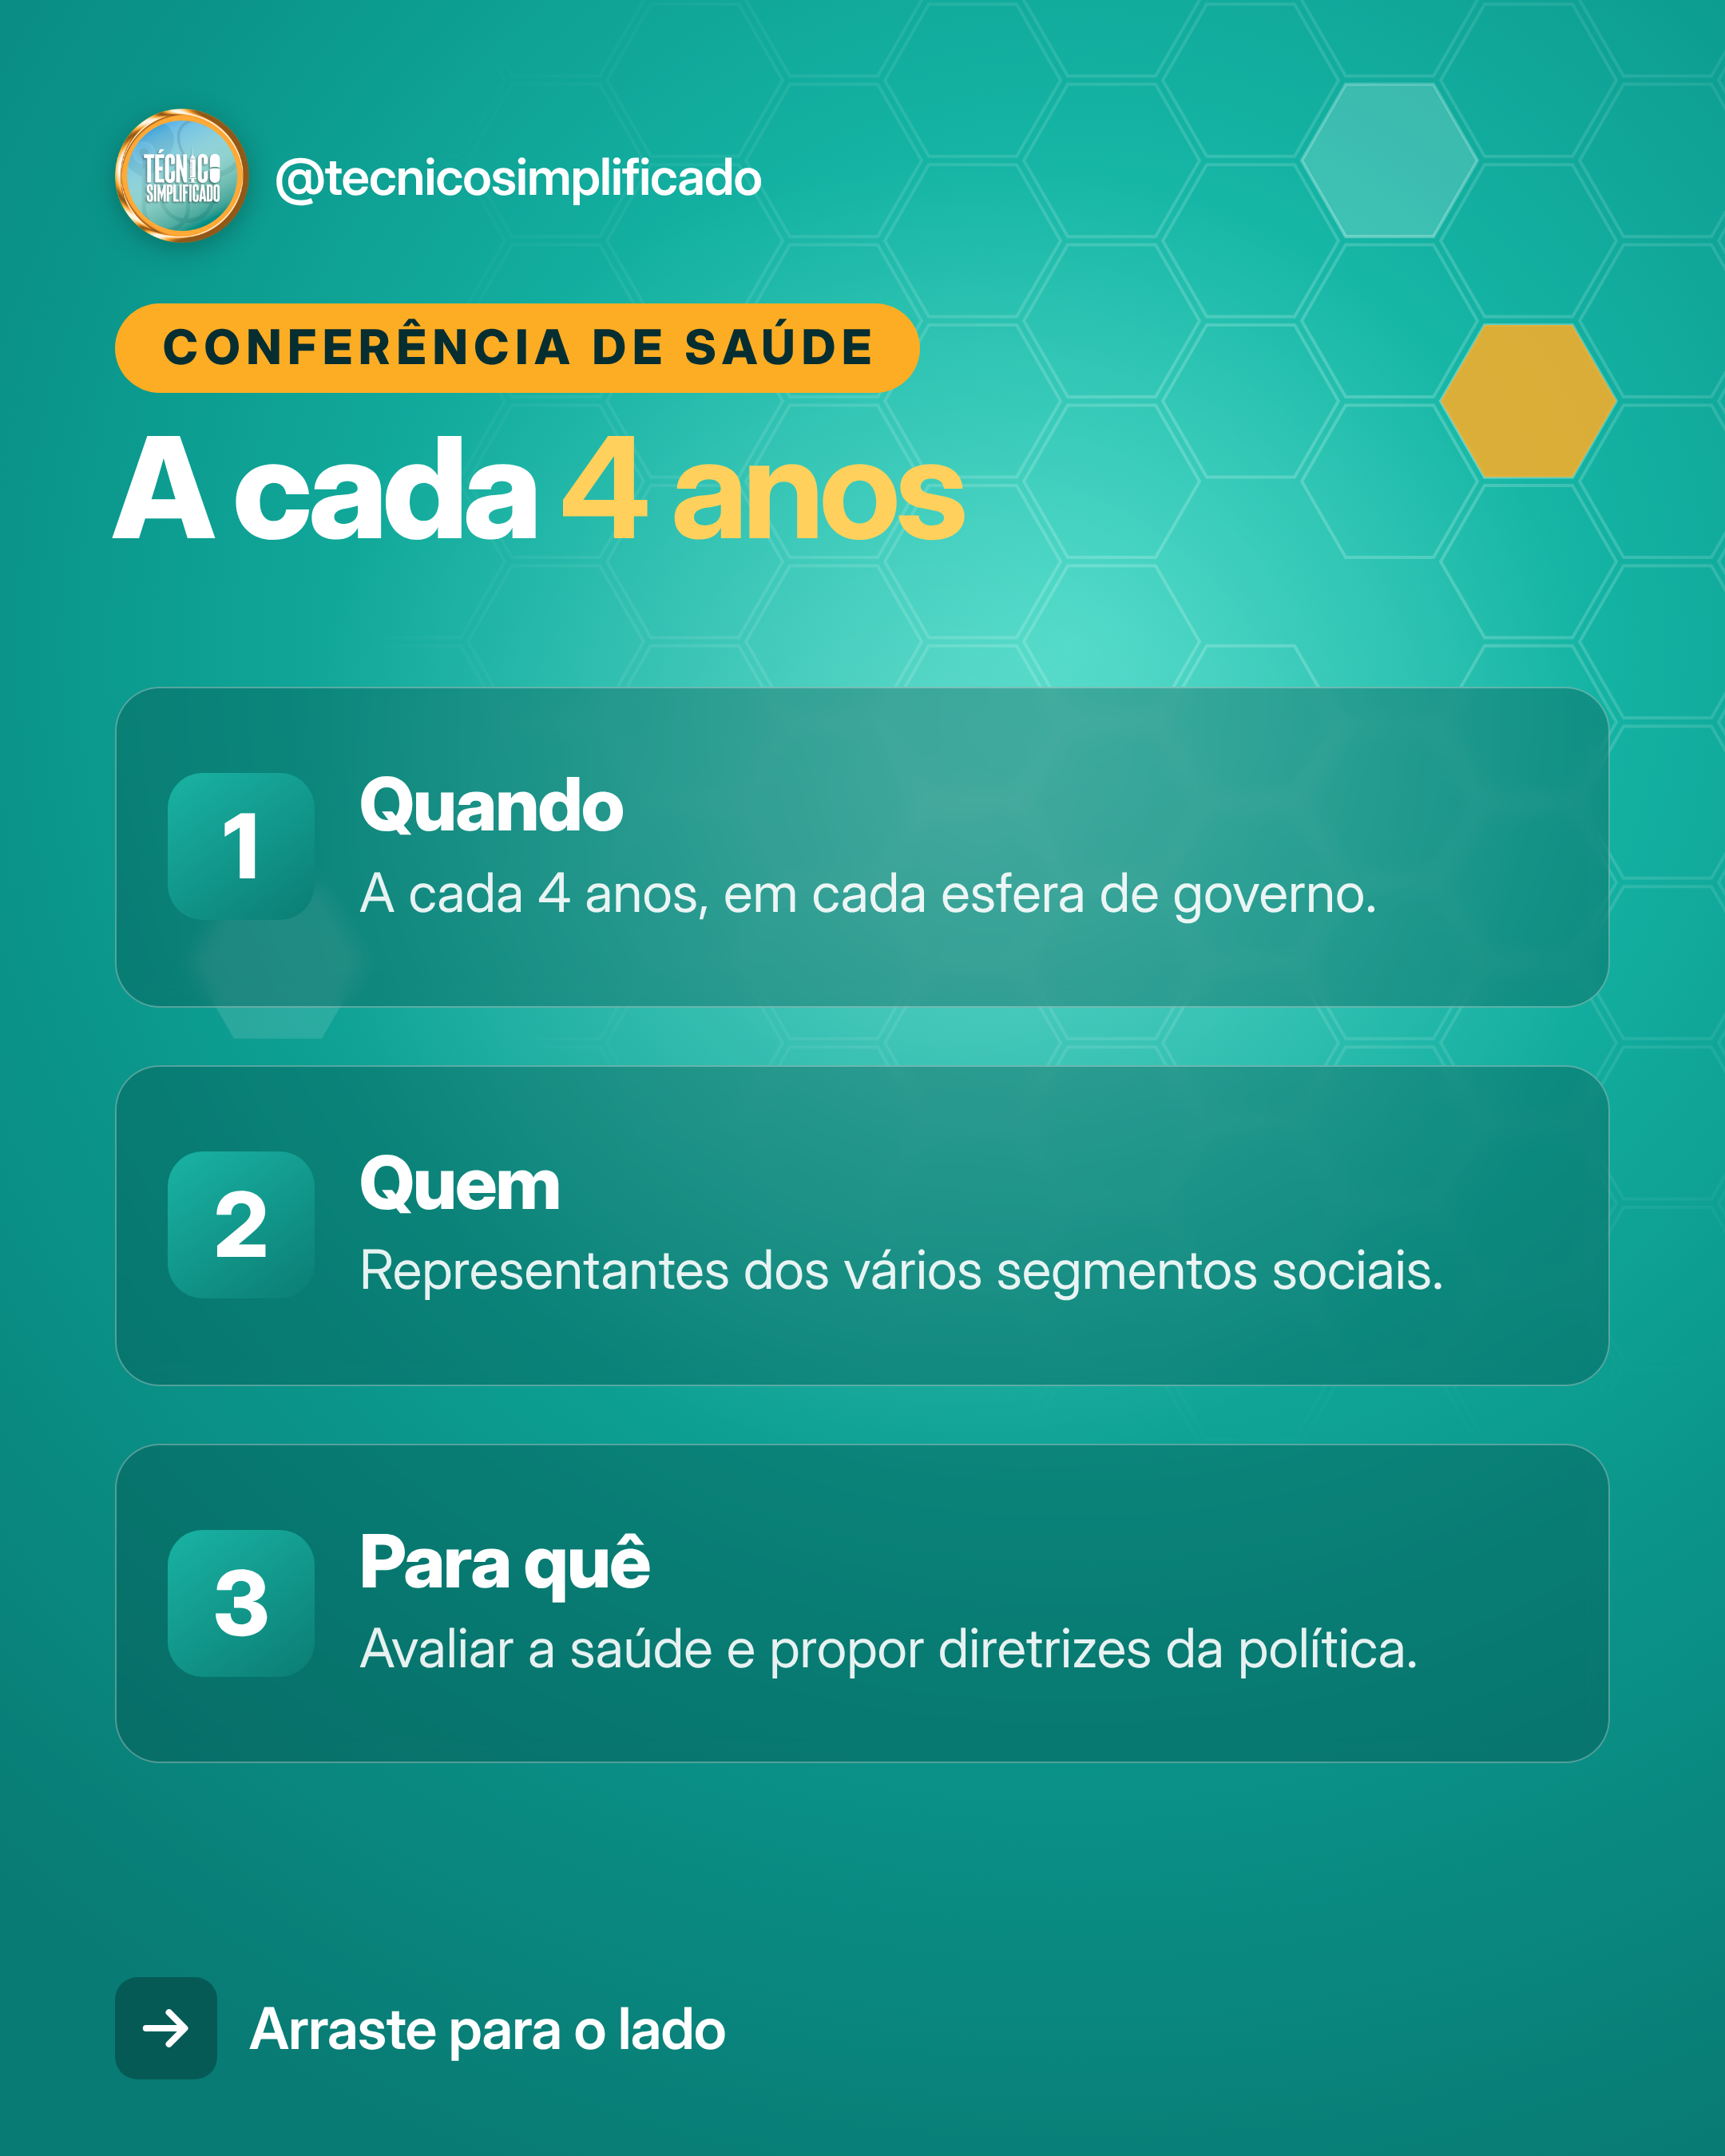 TÉCNICO
SIMPLIFICADO
@tecnicosimplificado
CONFERÊNCIA DE SAÚDE
A cada 4 anos
1
Quando
A cada 4 anos, em cada esfera de governo.
2
Quem
Representantes dos vários segmentos sociais.
3
Para quê
Avaliar a saúde e propor diretrizes da política.
Arraste para o lado